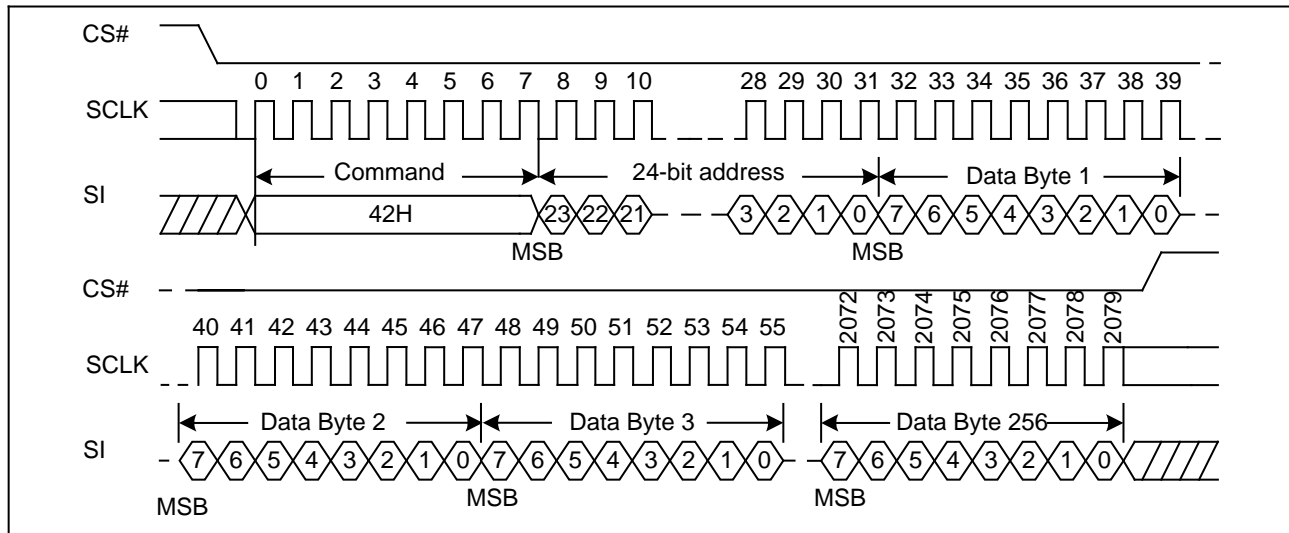 CS#
0 1 2 3 4 5 6 7 8 9 10 28 29 30 31 32 33 34 35 36 37 38 39
SCLK
Command 24-bit address Data Byte 1
SI
42H 23 22 21 3 2 1 0 7 6 5 4 3 2 1 0
MSB MSB
CS#
40 41 42 43 44 45 46 47 48 49 50 51 52 53 54 55 2072 2073 2074 2075 2076 2077 2078 2079
SCLK
Data Byte 2 Data Byte 3 Data Byte 256
SI
7 6 5 4 3 2 1 0 7 6 5 4 3 2 1 0 7 6 5 4 3 2 1 0
MSB MSB MSB